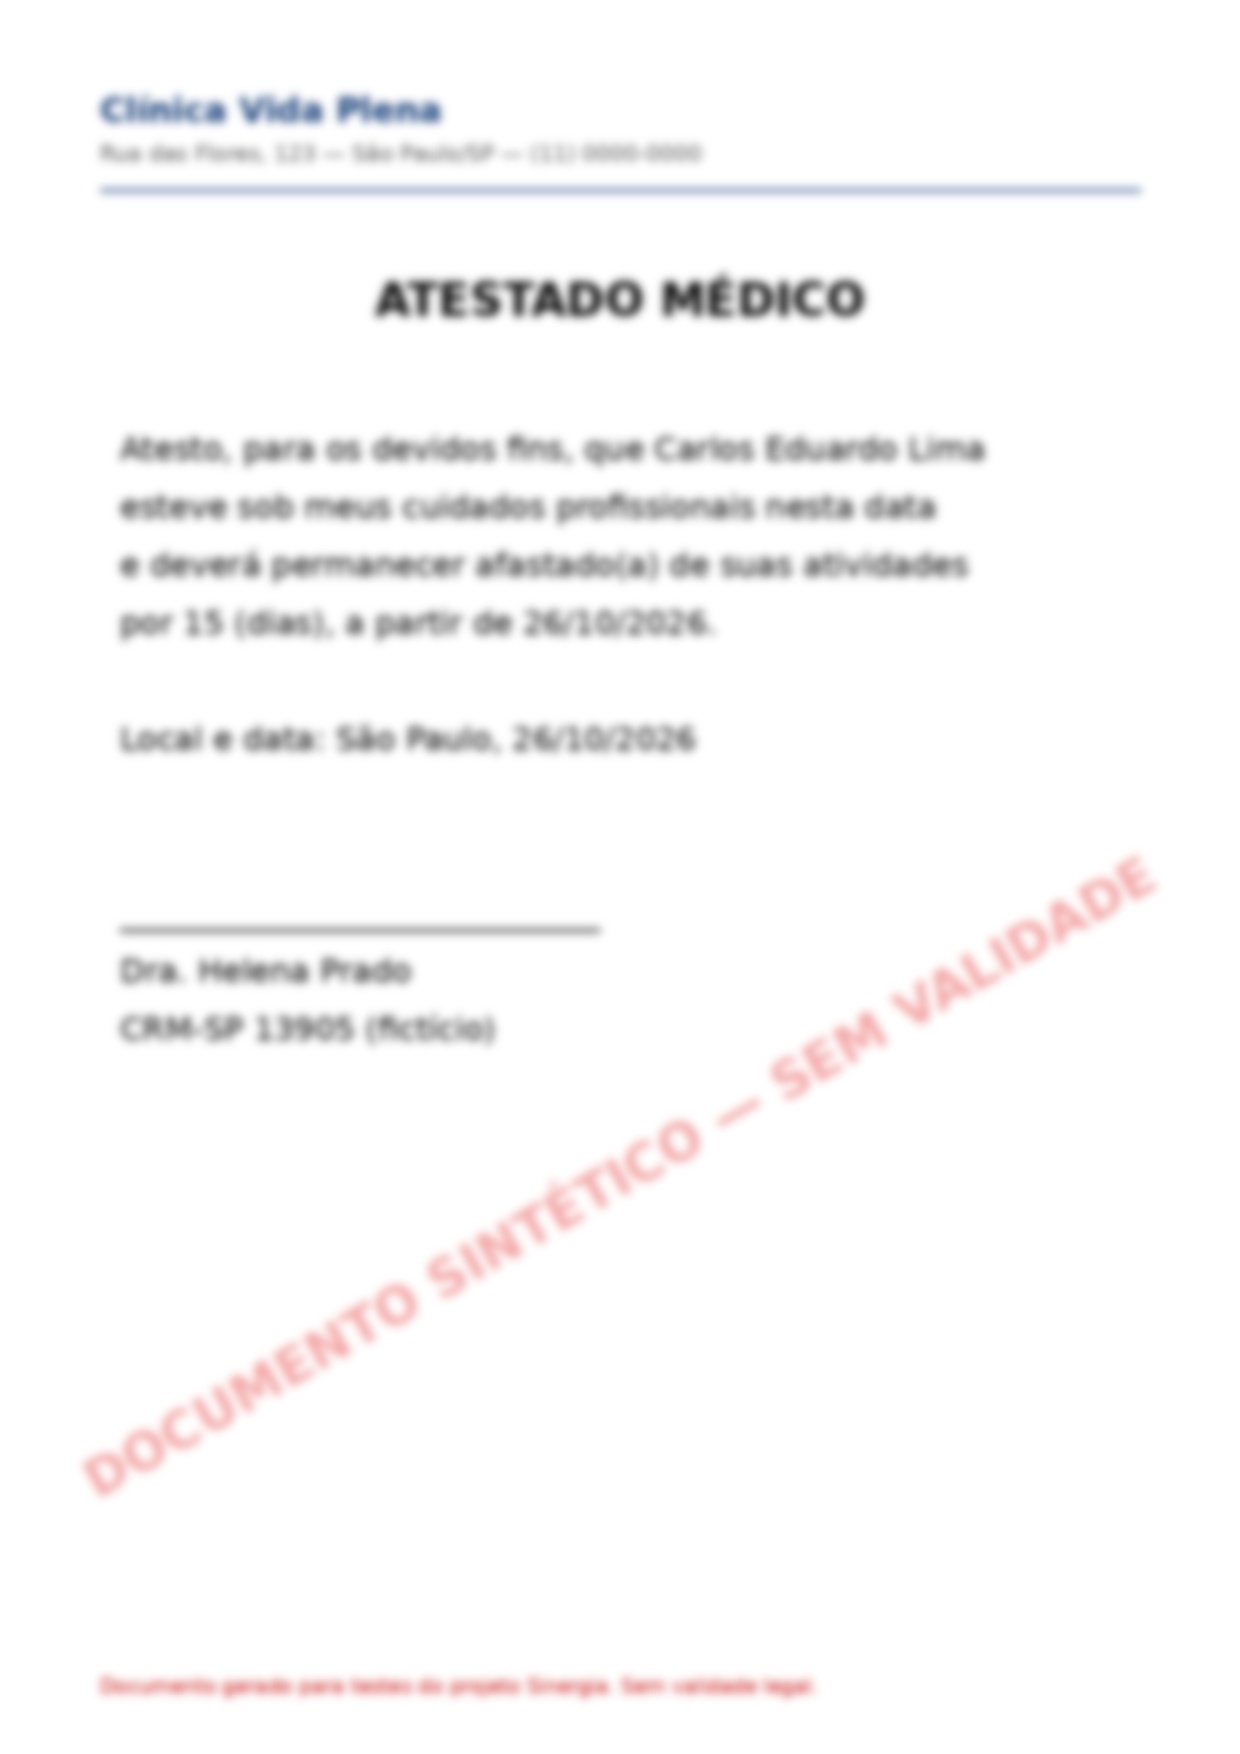 Clínica Vida Plena
Rua das Flores, 123 — São Paulo/SP — (11) 0000-0000
ATESTADO MÉDICO
Atesto, para os devidos fins, que Carlos Eduardo Lima
esteve sob meus cuidados profissionais nesta data
e deverá permanecer afastado(a) de suas atividades
por 15 (dias), a partir de 26/10/2026.
Local e data: São Paulo, 26/10/2026
Dra. Helena Prado
CRM-SP 13905 (fictício)
DOCUMENTO SINTÉTICO — SEM VALIDADE
Documento gerado para testes do projeto Sinergia. Sem validade legal.